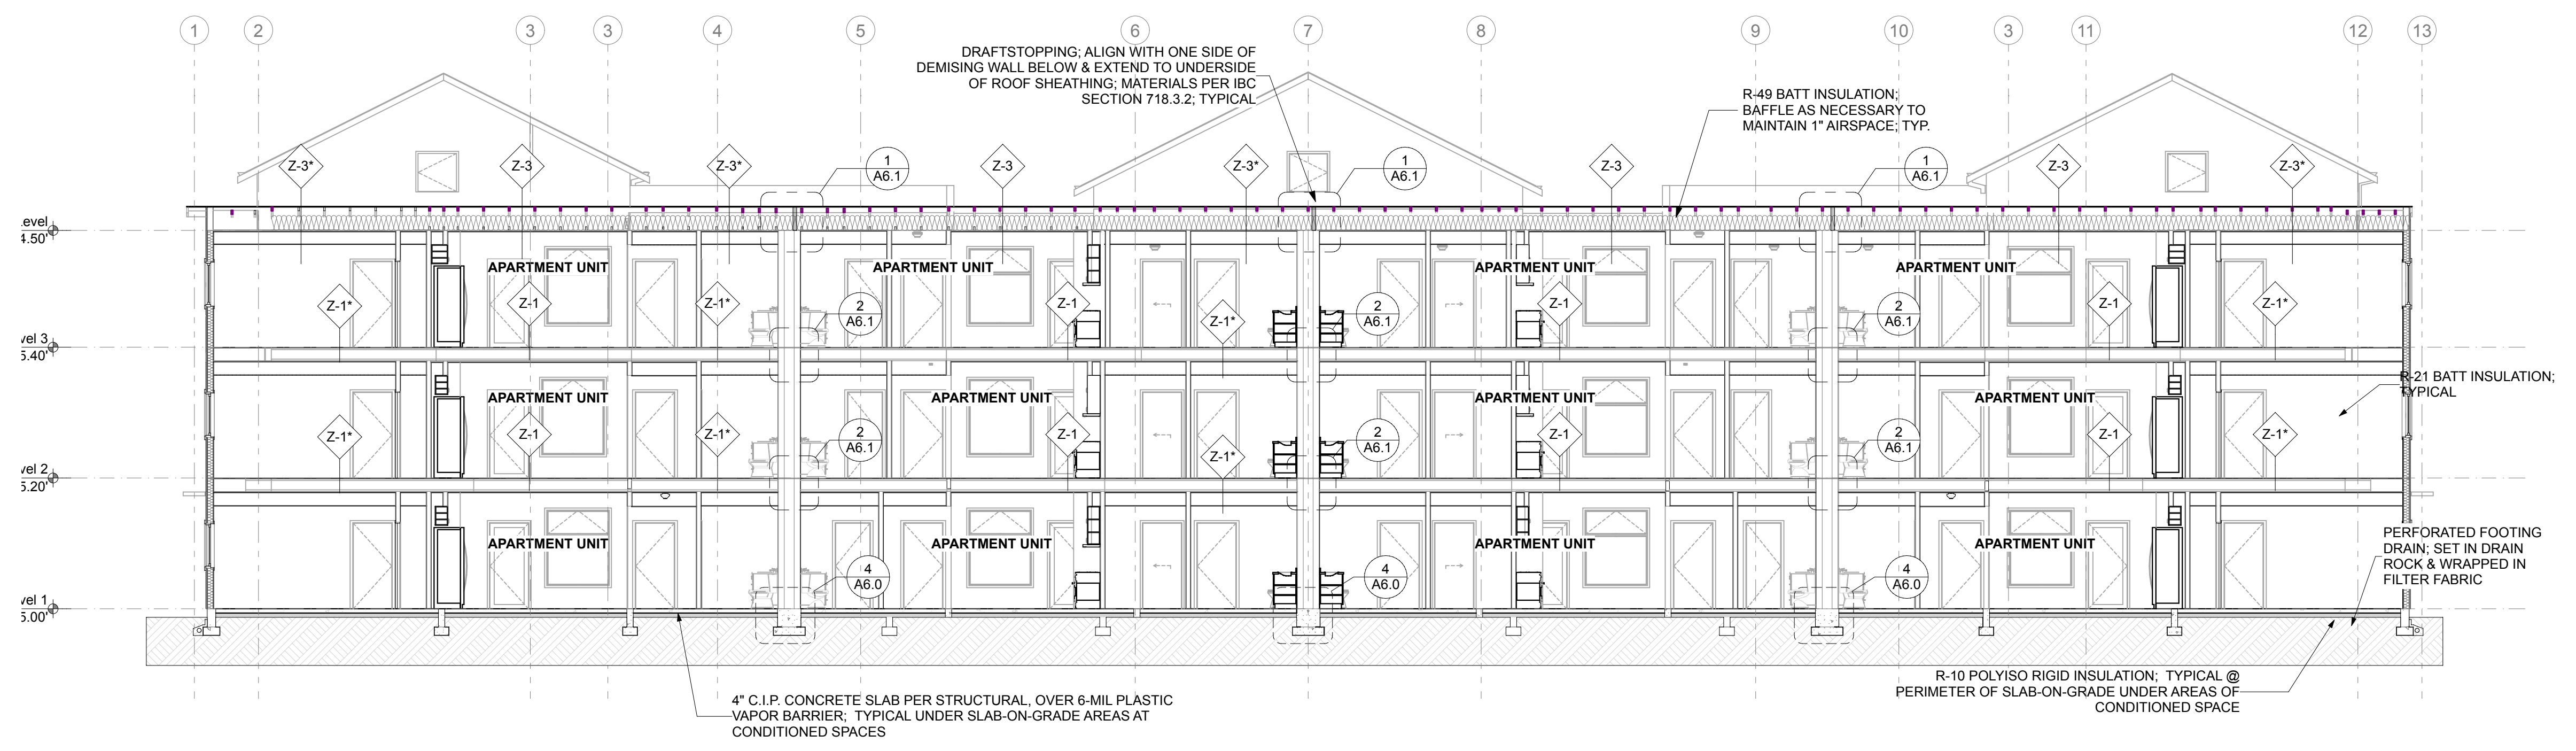 1 2 3 3 4 5 6 7 8 9 10 3 11 12 13
DRAFTSTOPPING; ALIGN WITH ONE SIDE OF
DEMISING WALL BELOW & EXTEND TO UNDERSIDE
OF ROOF SHEATHING; MATERIALS PER IBC
SECTION 718.3.2; TYPICAL
R-49 BATT INSULATION;
BAFFLE AS NECESSARY TO
MAINTAIN 1" AIRSPACE; TYP.
Z-3* Z-3 Z-3* Z-3 Z-3* Z-3 Z-3 Z-3*
1 1 1
A6.1 A6.1 A6.1
evel
4.50'
APARTMENT UNIT APARTMENT UNIT APARTMENT UNIT APARTMENT UNIT
Z-1* Z-1 Z-1* Z-1 Z-1* Z-1 Z-1 Z-1*
2 2 2
A6.1 A6.1 A6.1
vel 3
5.40'
R-21 BATT INSULATION;
TYPICAL
APARTMENT UNIT APARTMENT UNIT APARTMENT UNIT APARTMENT UNIT
Z-1* Z-1 Z-1* Z-1 Z-1* Z-1 Z-1 Z-1*
2 2 2
A6.1 A6.1 A6.1
vel 2
5.20'
APARTMENT UNIT APARTMENT UNIT APARTMENT UNIT APARTMENT UNIT
PERFORATED FOOTING
DRAIN; SET IN DRAIN
ROCK & WRAPPED IN
FILTER FABRIC
4 4 4
A6.0 A6.0 A6.0
vel 1
5.00'
R-10 POLYISO RIGID INSULATION; TYPICAL @
PERIMETER OF SLAB-ON-GRADE UNDER AREAS OF
CONDITIONED SPACE
4" C.I.P. CONCRETE SLAB PER STRUCTURAL, OVER 6-MIL PLASTIC
VAPOR BARRIER; TYPICAL UNDER SLAB-ON-GRADE AREAS AT
CONDITIONED SPACES